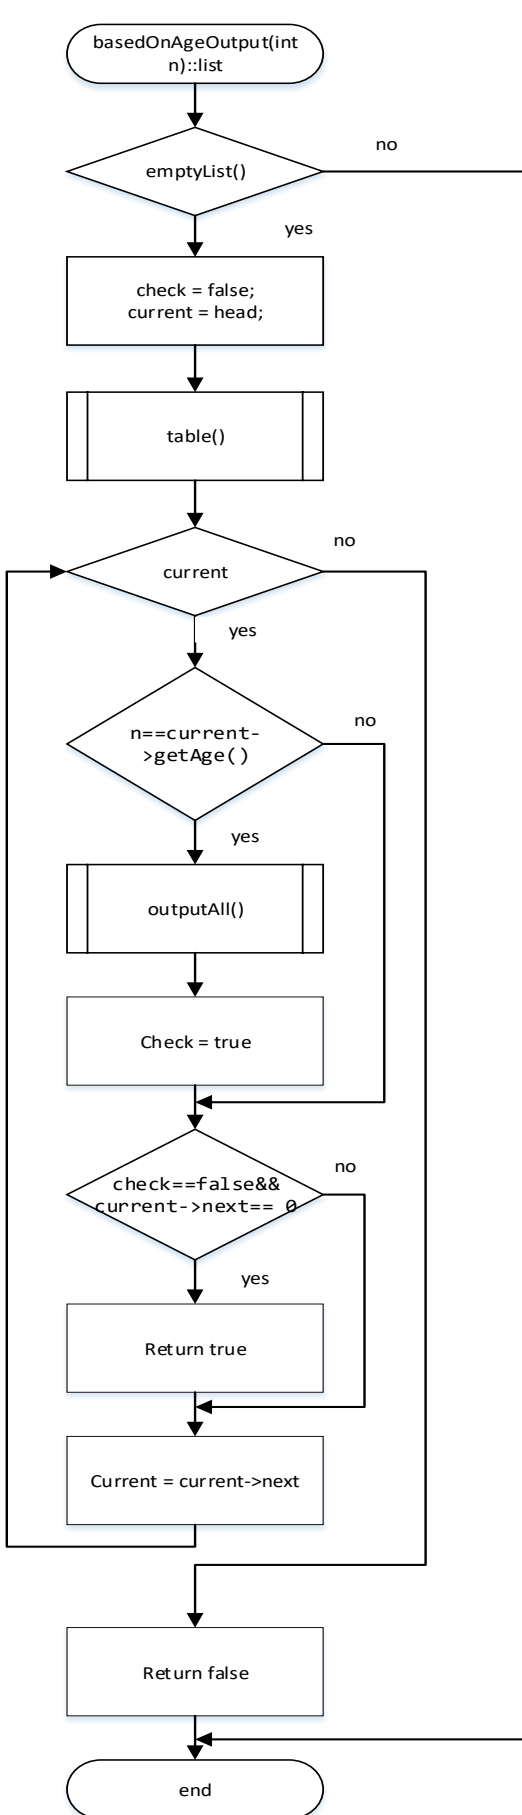 basedOnAgeOutput(int
n)::list
emptyList()
no
yes
check = false;
current = head;
table()
no
current
yes
no
n==current-
>getAge()
yes
outputAll()
Check = true
no
check==false&&
current->next== 0
yes
Return true
Current = current->next
Return false
end